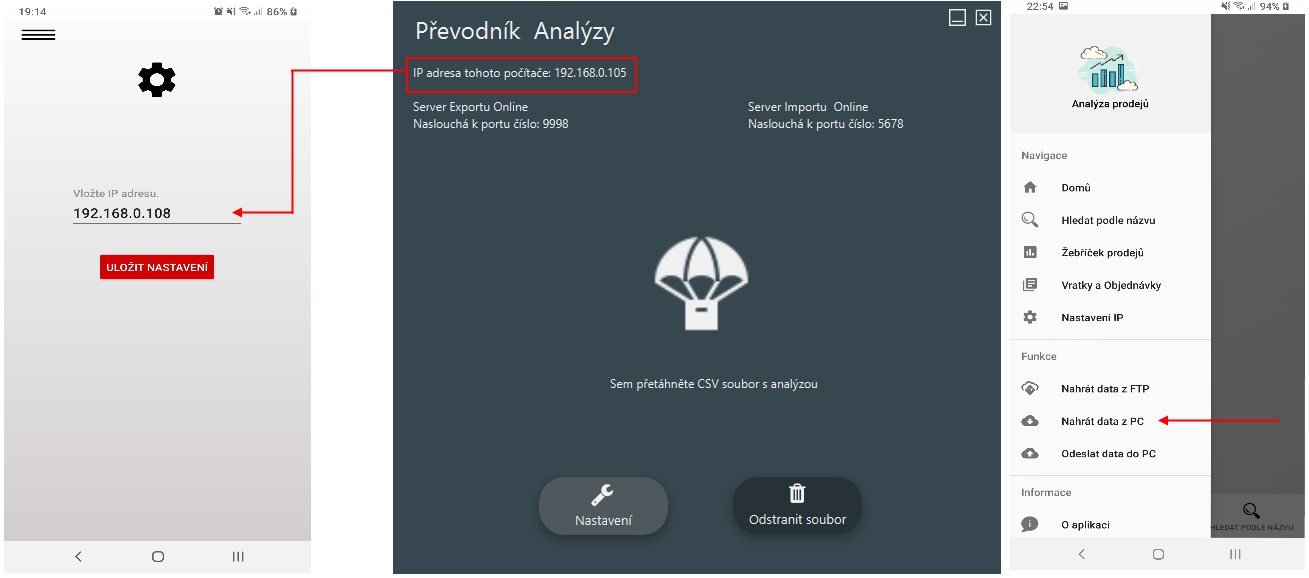 19:14
86%
Vložte IP adresu.
192.168.0.108
ULOŽIT NASTAVENÍ
Převodník Analýzy
IP adresa tohoto počítače: 192.168.0.105
Server Exportu Online
Naslouchá k portu číslo: 9998
Server Importu Online
Naslouchá k portu číslo: 5678
Sem přetáhněte CSV soubor s analýzou
Nastavení
Odstranit soubor
22:54
94%
Analýza prodejů
Navigace
Domů
Hledat podle názvu
Žebříček prodejů
Vratky a Objednávky
Nastavení IP
Funkce
Nahrát data z FTP
Nahrát data z PC
Odeslat data do PC
Informace
O aplikaci
HLEDAT PODLE NÁZVU